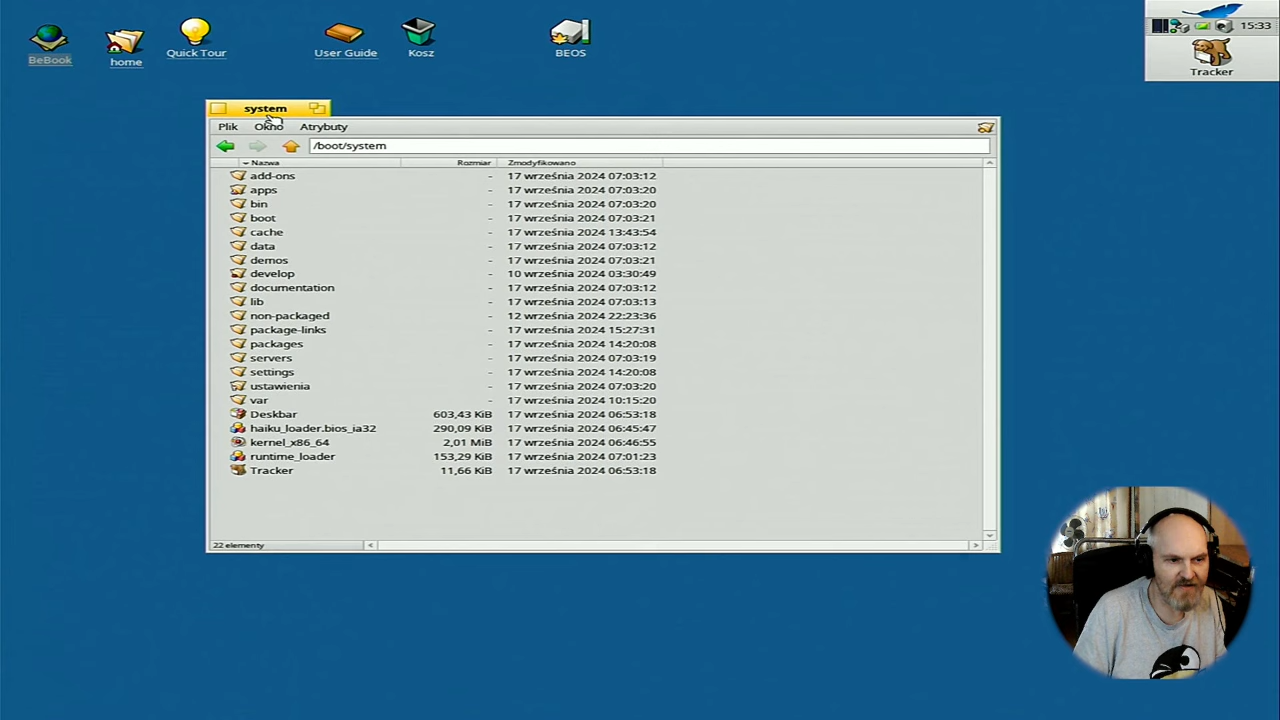 BeBook
home
Quick Tour
User Guide
Kosz
BEOS
15:33
Tracker
system
Plik Okno Atrybuty
/boot/system
Nazwa Rozmiar Zmodyfikowano
add-ons - 17 września 2024 07:03:12
apps - 17 września 2024 07:03:20
bin - 17 września 2024 07:03:20
boot - 17 września 2024 07:03:21
cache - 17 września 2024 13:43:54
data - 17 września 2024 07:03:12
demos - 17 września 2024 07:03:21
develop - 10 września 2024 03:30:49
documentation - 17 września 2024 07:03:12
lib - 17 września 2024 07:03:13
non-packaged - 12 września 2024 22:23:36
package-links - 17 września 2024 15:27:31
packages - 17 września 2024 14:20:08
servers - 17 września 2024 07:03:19
settings - 17 września 2024 14:20:08
ustawienia - 17 września 2024 07:03:20
var - 17 września 2024 10:15:20
Deskbar 603,43 KiB 17 września 2024 06:53:18
haiku_loader.bios_ia32 290,09 KiB 17 września 2024 06:45:47
kernel_x86_64 2,01 MiB 17 września 2024 06:46:55
runtime_loader 153,29 KiB 17 września 2024 07:01:23
Tracker 11,66 KiB 17 września 2024 06:53:18
22 elementy